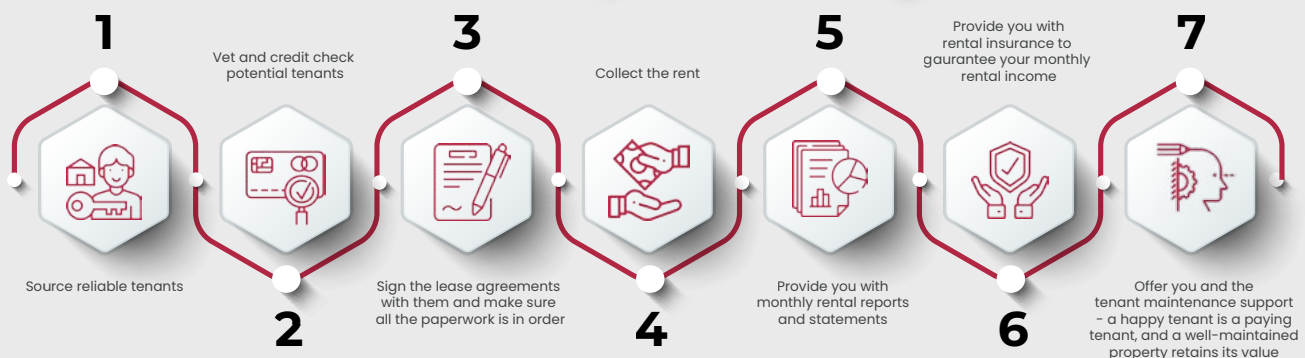 1
Source reliable tenants
Vet and credit check
potential tenants
2
3
Sign the lease agreements
with them and make sure
all the paperwork is in order
Collect the rent
4
5
Provide you with
monthly rental reports
and statements
Provide you with
rental insurance to
gaurantee your monthly
rental income
6
7
Offer you and the
tenant maintenance support
- a happy tenant is a paying
tenant, and a well-maintained
property retains its value